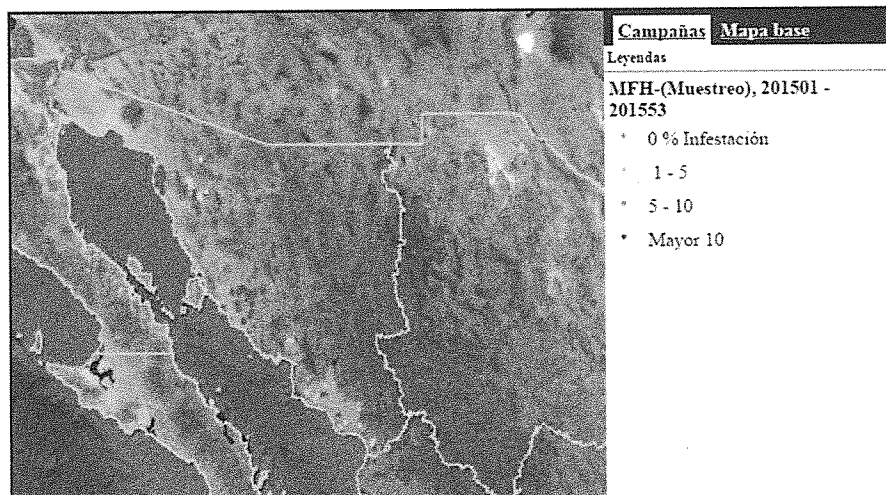 Campañas Mapa base
Leyendas
MFH-(Muestreo), 201501 -
201553
0 % Infestación
1 - 5
5 - 10
Mayor 10